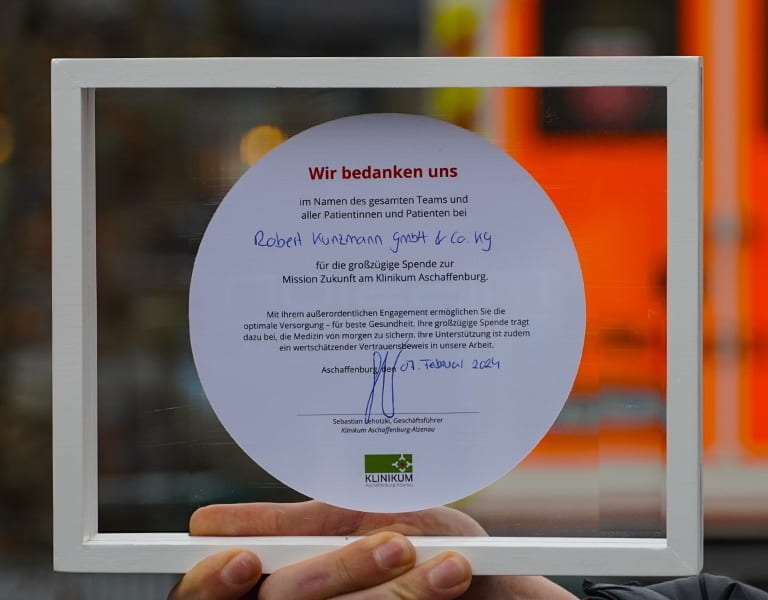 Wir bedanken uns
im Namen des gesamten Teams und
aller Patientinnen und Patienten bei
Robert Kunzmann GmbH & Co. KG
für die großzügige Spende zur
Mission Zukunft am Klinikum Aschaffenburg.
Mit Ihrem außerordentlichen Engagement ermöglichen Sie die
optimale Versorgung – für beste Gesundheit. Ihre großzügige Spende trägt
dazu bei, die Medizin von morgen zu sichern. Ihre Unterstützung ist zudem
ein wertschätzender Vertrauensbeweis in unsere Arbeit.
Aschaffenburg, den 07. Februar 2024
Sebastian Lehotzki, Geschäftsführer
Klinikum Aschaffenburg-Alzenau
KLINIKUM
Aschaffenburg-Alzenau